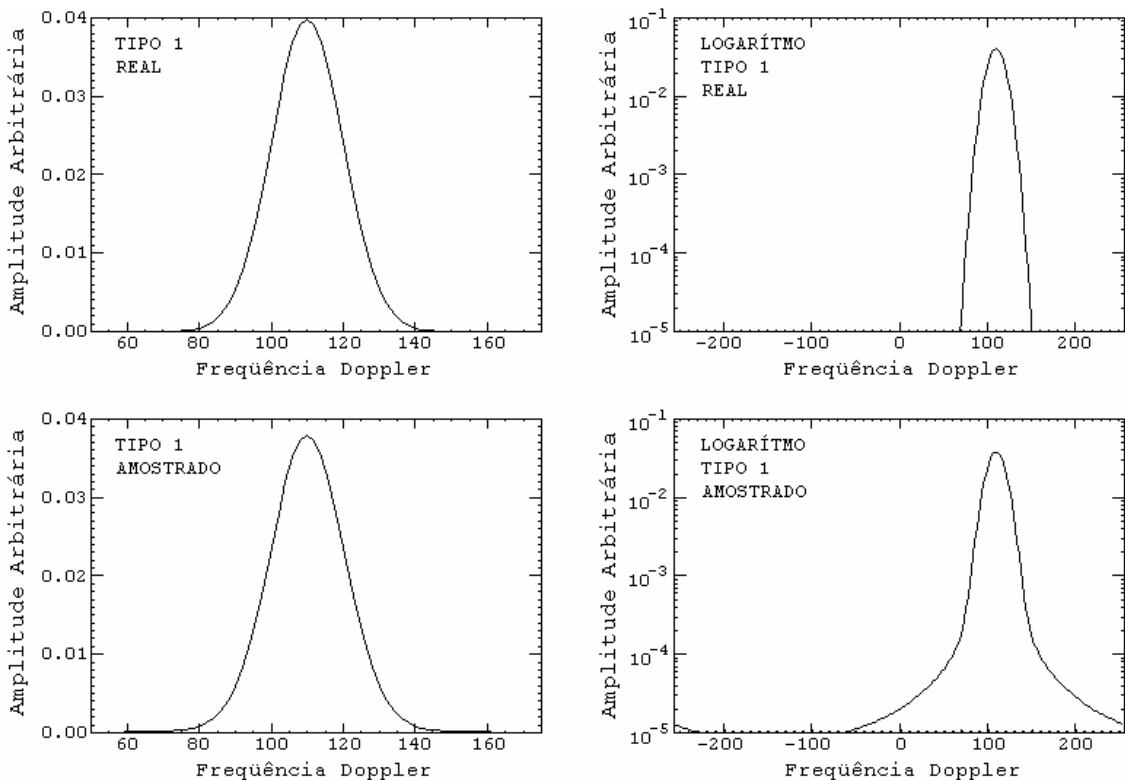 Amplitude Arbitrária
0.04
0.03
0.02
0.01
0.00
TIPO 1
REAL
60 80 100 120 140 160
Freqüência Doppler
Amplitude Arbitrária
10-1
10-2
10-3
10-4
10-5
LOGARÍTMO
TIPO 1
REAL
-200 -100 0 100 200
Freqüência Doppler
Amplitude Arbitrária
0.04
0.03
0.02
0.01
0.00
TIPO 1
AMOSTRADO
60 80 100 120 140 160
Freqüência Doppler
Amplitude Arbitrária
10-1
10-2
10-3
10-4
10-5
LOGARÍTMO
TIPO 1
AMOSTRADO
-200 -100 0 100 200
Freqüência Doppler